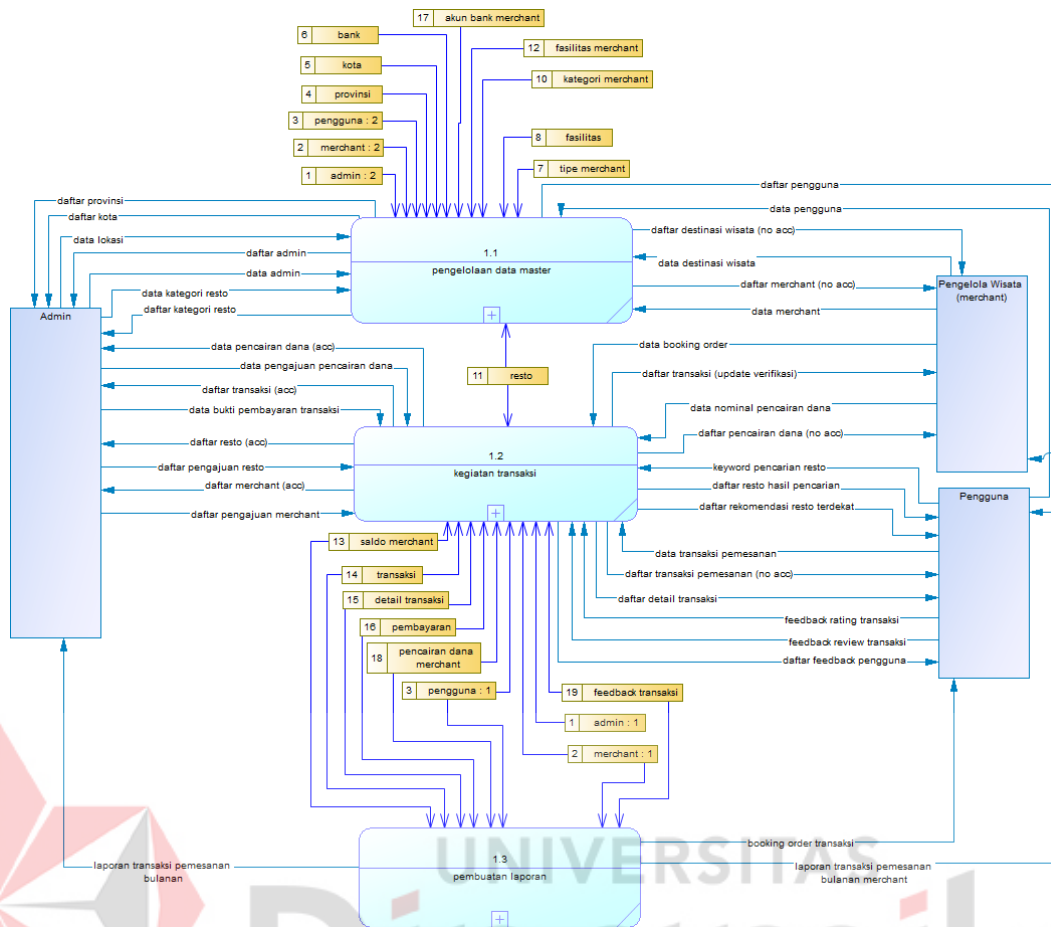 17 akun bank merchant
6 bank
12 fasilitas merchant
5 kota
10 kategori merchant
4 provinsi
3 pengguna : 2
8 fasilitas
2 merchant : 2
7 tipe merchant
1 admin : 2
daftar pengguna
daftar provinsi
data pengguna
daftar kota
daftar destinasi wisata (no acc)
data lokasi
1.1
daftar admin
data destinasi wisata
pengelolaan data master
data admin
Pengelola Wisata
(merchant)
daftar merchant (no acc)
data kategori resto
daftar kategori resto
data merchant
Admin
data pencairan dana (acc)
data booking order
data pengajuan pencairan dana
11 resto
daftar transaksi (update verifikasi)
daftar transaksi (acc)
data bukti pembayaran transaksi
data nominal pencairan dana
daftar resto (acc)
daftar pencairan dana (no acc)
1.2
daftar pengajuan resto
kegiatan transaksi
keyword pencarian resto
daftar merchant (acc)
daftar resto hasil pencarian
Pengguna
daftar rekomendasi resto terdekat
daftar pengajuan merchant
13 saldo merchant
data transaksi pemesanan
14 transaksi
daftar transaksi pemesanan (no acc)
15 detail transaksi
daftar detail transaksi
16 pembayaran
feedback rating transaksi
feedback review transaksi
18 pencairan dana
merchant
daftar feedback pengguna
3 pengguna : 1
19 feedback transaksi
1 admin : 1
2 merchant : 1
1.3
pembuatan laporan
booking order transaksi
laporan transaksi pemesanan
bulanan
laporan transaksi pemesanan
bulanan merchant
UNIVERSITAS